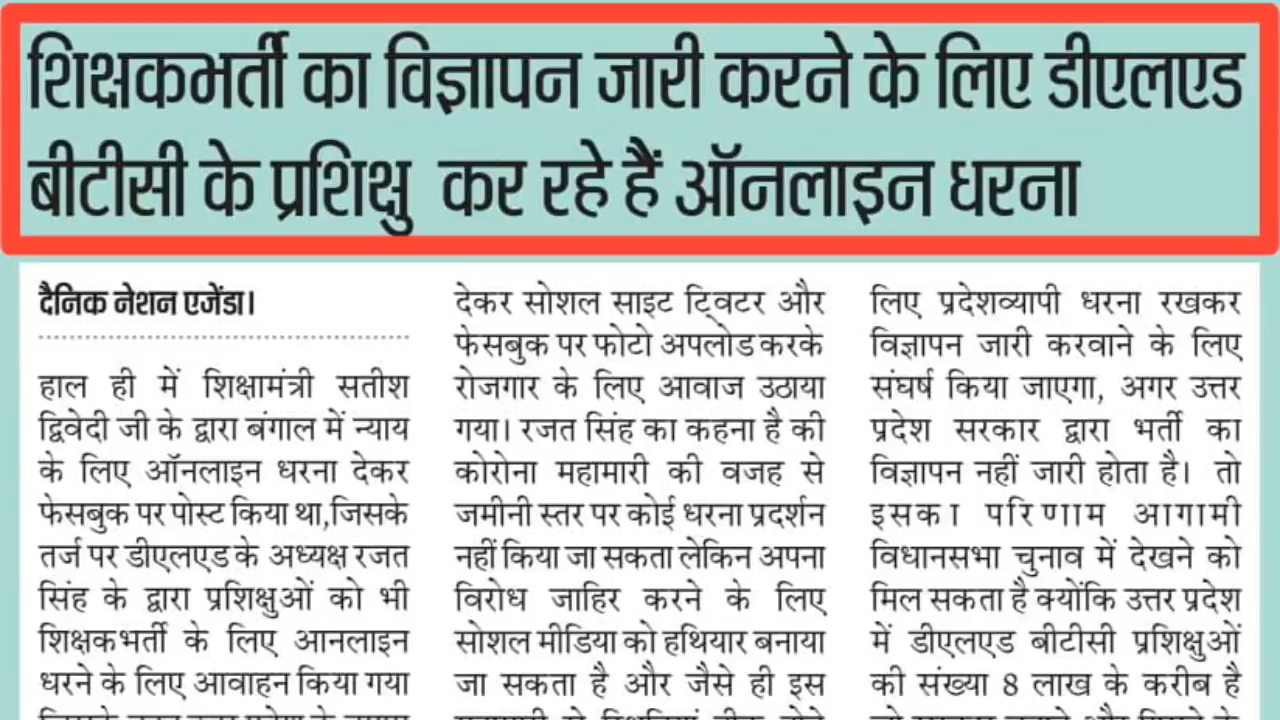 शिक्षकभर्ती का विज्ञापन जारी करने के लिए डीएलएड
बीटीसी के प्रशिक्षु कर रहे हैं ऑनलाइन धरना
दैनिक नेशन एजेंडा।
हाल ही में शिक्षामंत्री सतीश
द्विवेदी जी के द्वारा बंगाल में न्याय
के लिए ऑनलाइन धरना देकर
फेसबुक पर पोस्ट किया था,जिसके
तर्ज पर डीएलएड के अध्यक्ष रजत
सिंह के द्वारा प्रशिक्षुओं को भी
शिक्षकभर्ती के लिए आनलाइन
धरने के लिए आवाहन किया गया
देकर सोशल साइट ट्विटर और
फेसबुक पर फोटो अपलोड करके
रोजगार के लिए आवाज उठाया
गया। रजत सिंह का कहना है की
कोरोना महामारी की वजह से
जमीनी स्तर पर कोई धरना प्रदर्शन
नहीं किया जा सकता लेकिन अपना
विरोध जाहिर करने के लिए
सोशल मीडिया को हथियार बनाया
जा सकता है और जैसे ही इस
लिए प्रदेशव्यापी धरना रखकर
विज्ञापन जारी करवाने के लिए
संघर्ष किया जाएगा, अगर उत्तर
प्रदेश सरकार द्वारा भर्ती का
विज्ञापन नहीं जारी होता है। तो
इसका परिणाम आगामी
विधानसभा चुनाव में देखने को
मिल सकता है क्योंकि उत्तर प्रदेश
में डीएलएड बीटीसी प्रशिक्षुओं
की संख्या 8 लाख के करीब है